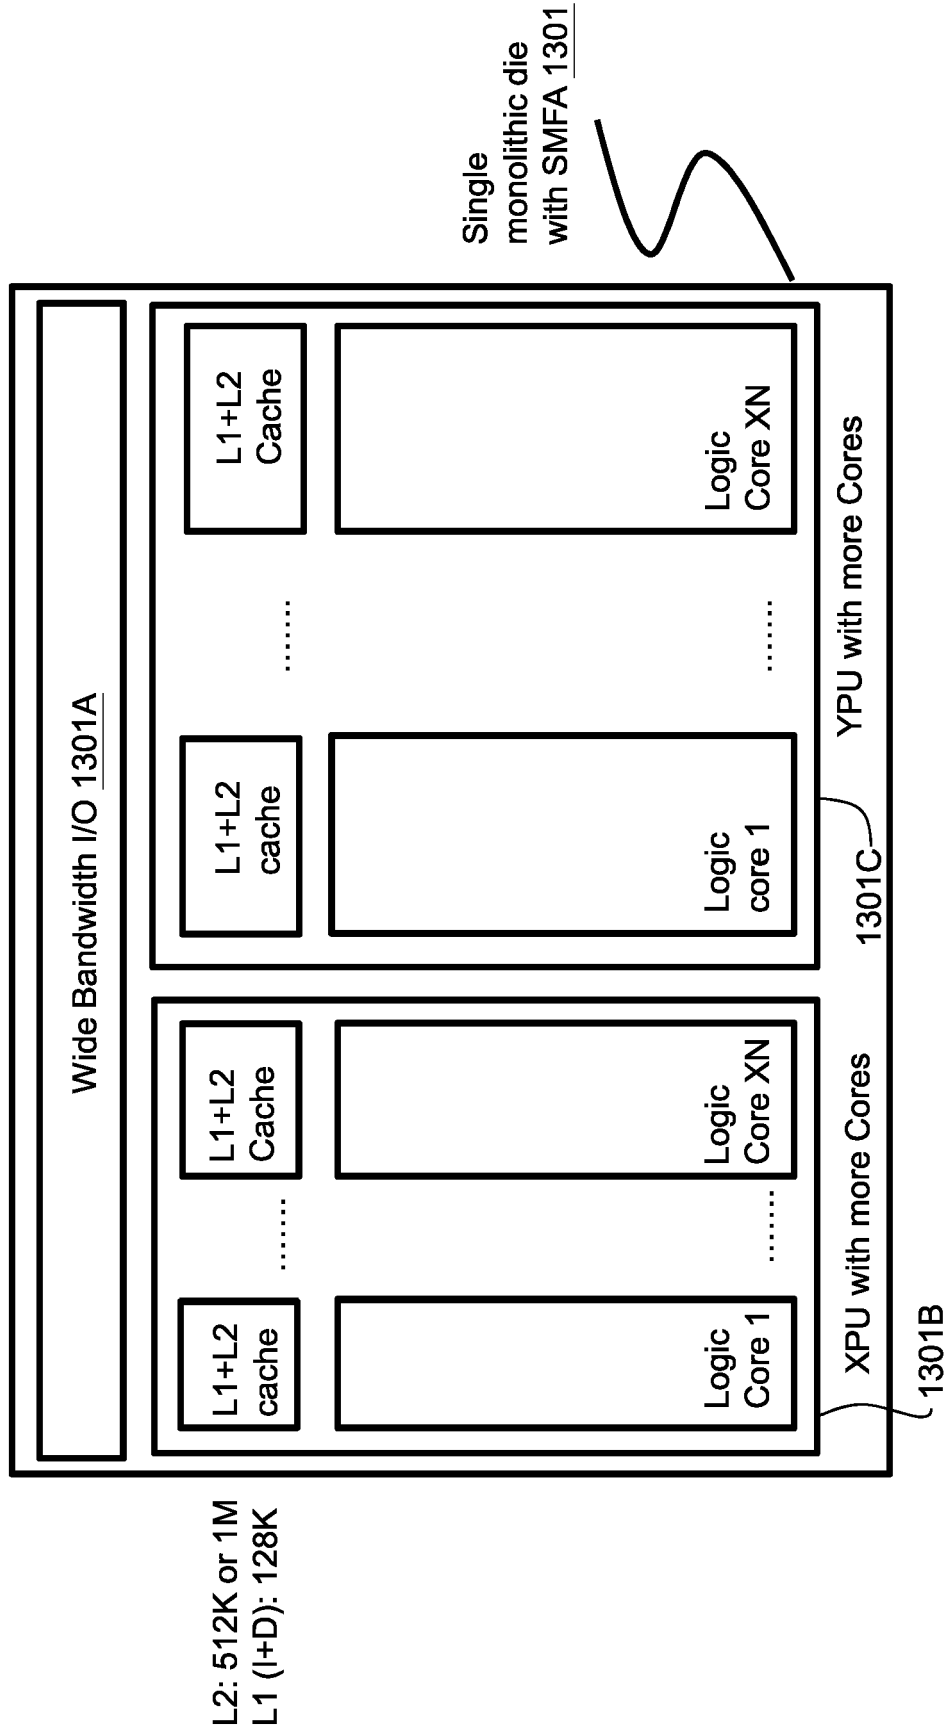 Single
monolithic die
with SMFA 1301
Wide Bandwidth I/O 1301A
L2: 512K or 1M
L1 (I+D): 128K
L1+L2
cache
.......
L1+L2
Cache
L1+L2
cache
.......
L1+L2
Cache
Logic
Core 1
.......
Logic
Core XN
Logic
core 1
.......
Logic
Core XN
XPU with more Cores
YPU with more Cores
1301B
1301C